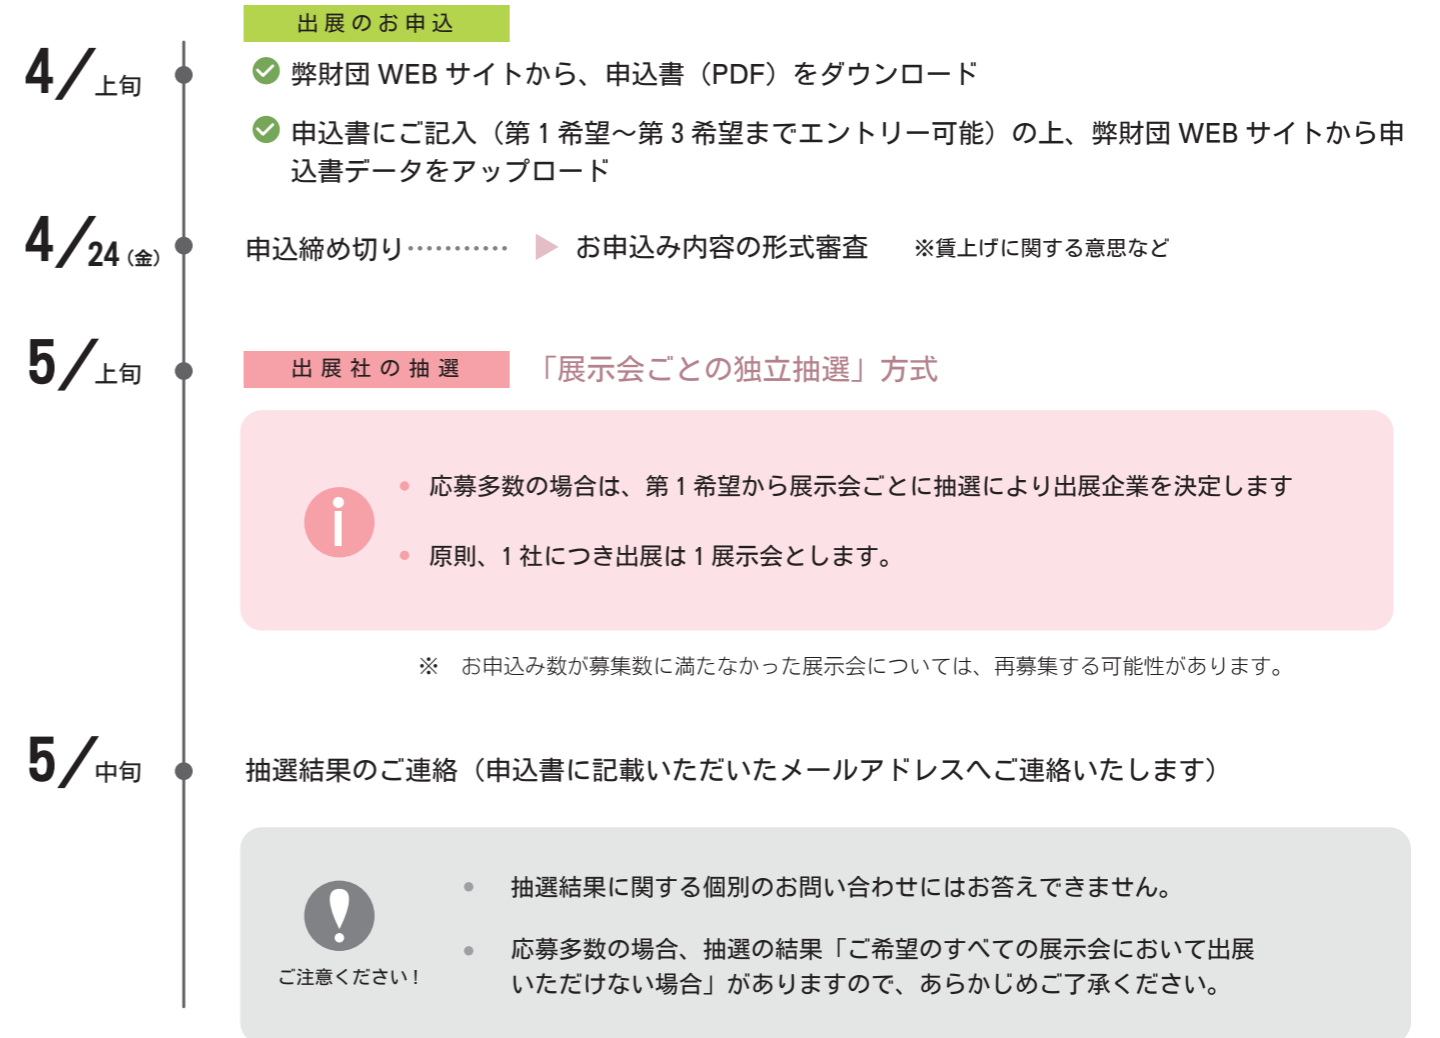 出展のお申込
4/上旬
弊財団 WEB サイトから、申込書（PDF）をダウンロード
申込書にご記入（第 1 希望～第 3 希望までエントリー可能）の上、弊財団 WEB サイトから申
込書データをアップロード
4/24（金）
申込締め切り………… ▶ お申込み内容の形式審査 ※賃上げに関する意思など
5/上旬
出展社の抽選 「展示会ごとの独立抽選」方式
i
• 応募多数の場合は、第 1 希望から展示会ごとに抽選により出展企業を決定します
• 原則、1 社につき出展は 1 展示会とします。
※ お申込み数が募集数に満たなかった展示会については、再募集する可能性があります。
5/中旬
抽選結果のご連絡（申込書に記載いただいたメールアドレスへご連絡いたします）
!
ご注意ください！
• 抽選結果に関する個別のお問い合わせにはお答えできません。
• 応募多数の場合、抽選の結果「ご希望のすべての展示会において出展
いただけない場合」がありますので、あらかじめご了承ください。